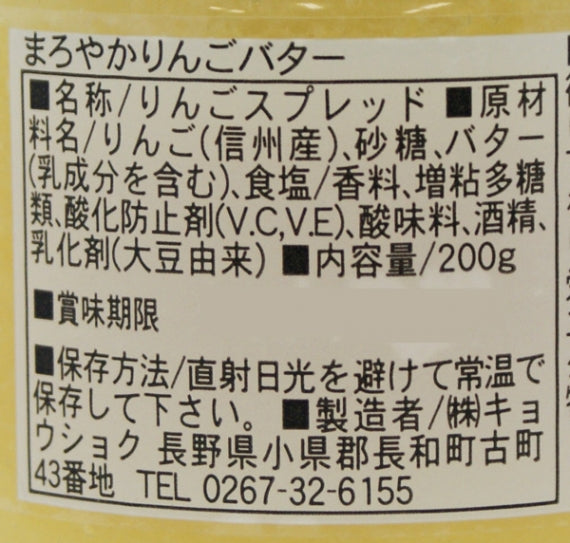 まろやかりんごバター
■名称/りんごスプレッド ■原材
料名/りんご(信州産)、砂糖、バター
(乳成分を含む)、食塩/香料、増粘多糖
類、酸化防止剤(V.C,V.E)、酸味料、酒精、
乳化剤(大豆由来) ■内容量/200g
■賞味期限
■保存方法/直射日光を避けて常温で
保存して下さい。 ■製造者/㈱キョ
ウショク 長野県小県郡長和町古町
43番地 TEL 0267-32-6155